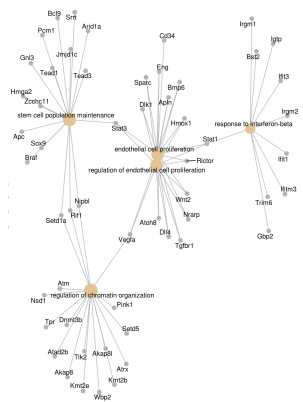 Bcl9
Srrt
Arid1a
Pcm1
Gnl3
Jmjd1c
Tead1
Tead3
Hmga2
Zcchc11
stem cell population maintenance
Apc
Sox9
Braf
Stat3
Cd34
Eng
Sparc
Bmp6
Dlk1
Apln
Hmox1
Irgm1
Igtp
Bst2
Ifit3
Irgm2
response to interferon-beta
Stat1
Ifit1
Ifitm3
Trim6
Gbp2
endothelial cell proliferation
Rictor
regulation of endothelial cell proliferation
Wnt2
Nrarp
Atoh8
Dll4
Tgfbr1
Vegfa
Nipbl
Rif1
Setd1a
Atm
regulation of chromatin organization
Nsd1
Pink1
Tpr
Dnmt3b
Setd5
Atad2b
Tlk2
Akap8l
Atrx
Akap8
Kmt2b
Kmt2e
Wbp2